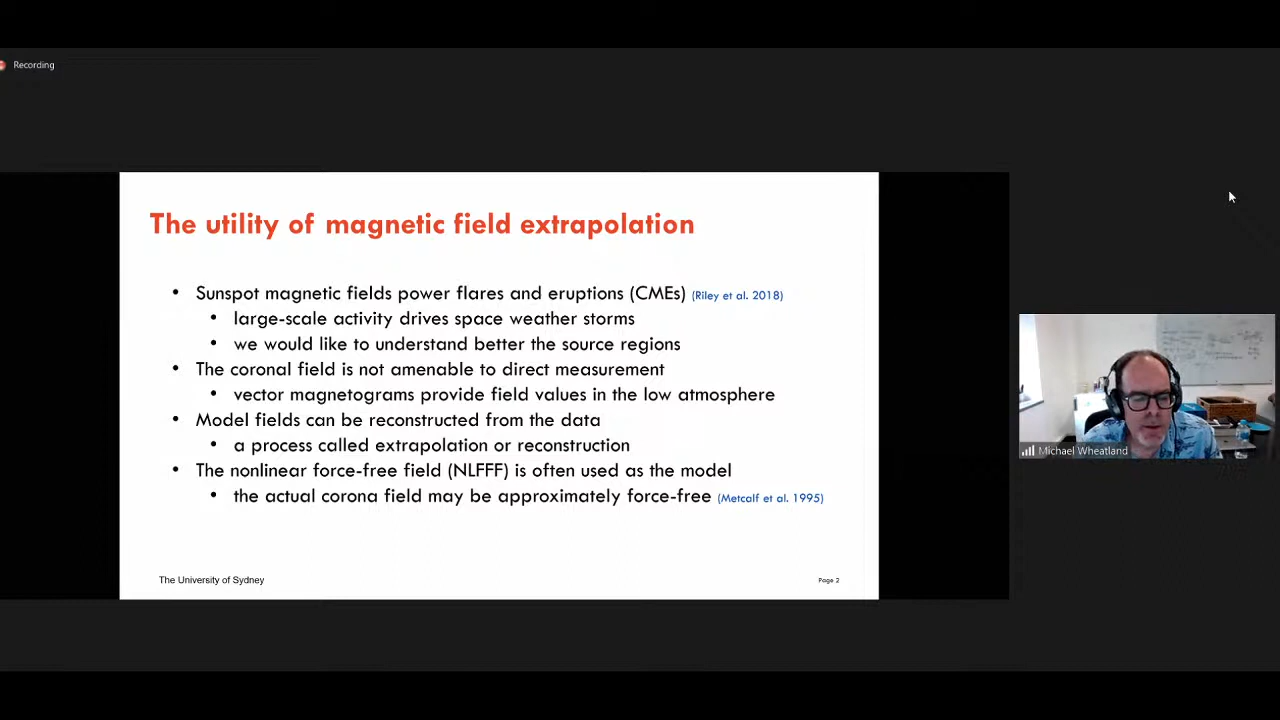 Recording
The utility of magnetic field extrapolation
• Sunspot magnetic fields power flares and eruptions (CMEs) (Riley et al. 2018)
• large-scale activity drives space weather storms
• we would like to understand better the source regions
• The coronal field is not amenable to direct measurement
• vector magnetograms provide field values in the low atmosphere
• Model fields can be reconstructed from the data
• a process called extrapolation or reconstruction
• The nonlinear force-free field (NLFFF) is often used as the model
• the actual corona field may be approximately force-free (Metcalf et al. 1995)
The University of Sydney
Page 2
Michael Wheatland